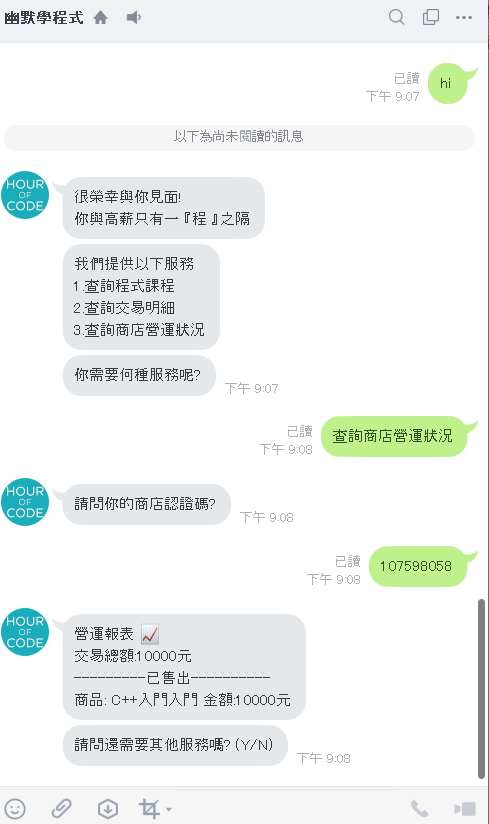 幽默學程式
已讀
下午 9:07
hi
以下為尚未閱讀的訊息
HOUR
OF
CODE
很榮幸與你見面!
你與高薪只有一『程』之隔
我們提供以下服務
1.查詢程式課程
2.查詢交易明細
3.查詢商店營運狀況
你需要何種服務呢?
下午 9:07
已讀
下午 9:08
查詢商店營運狀況
HOUR
OF
CODE
請問你的商店認證碼?
下午 9:08
已讀
下午 9:08
107598058
HOUR
OF
CODE
營運報表
交易總額:10000元
---------已售出----------
商品: C++入門入門 金額:10000元
請問還需要其他服務嗎? (Y/N)
下午 9:08